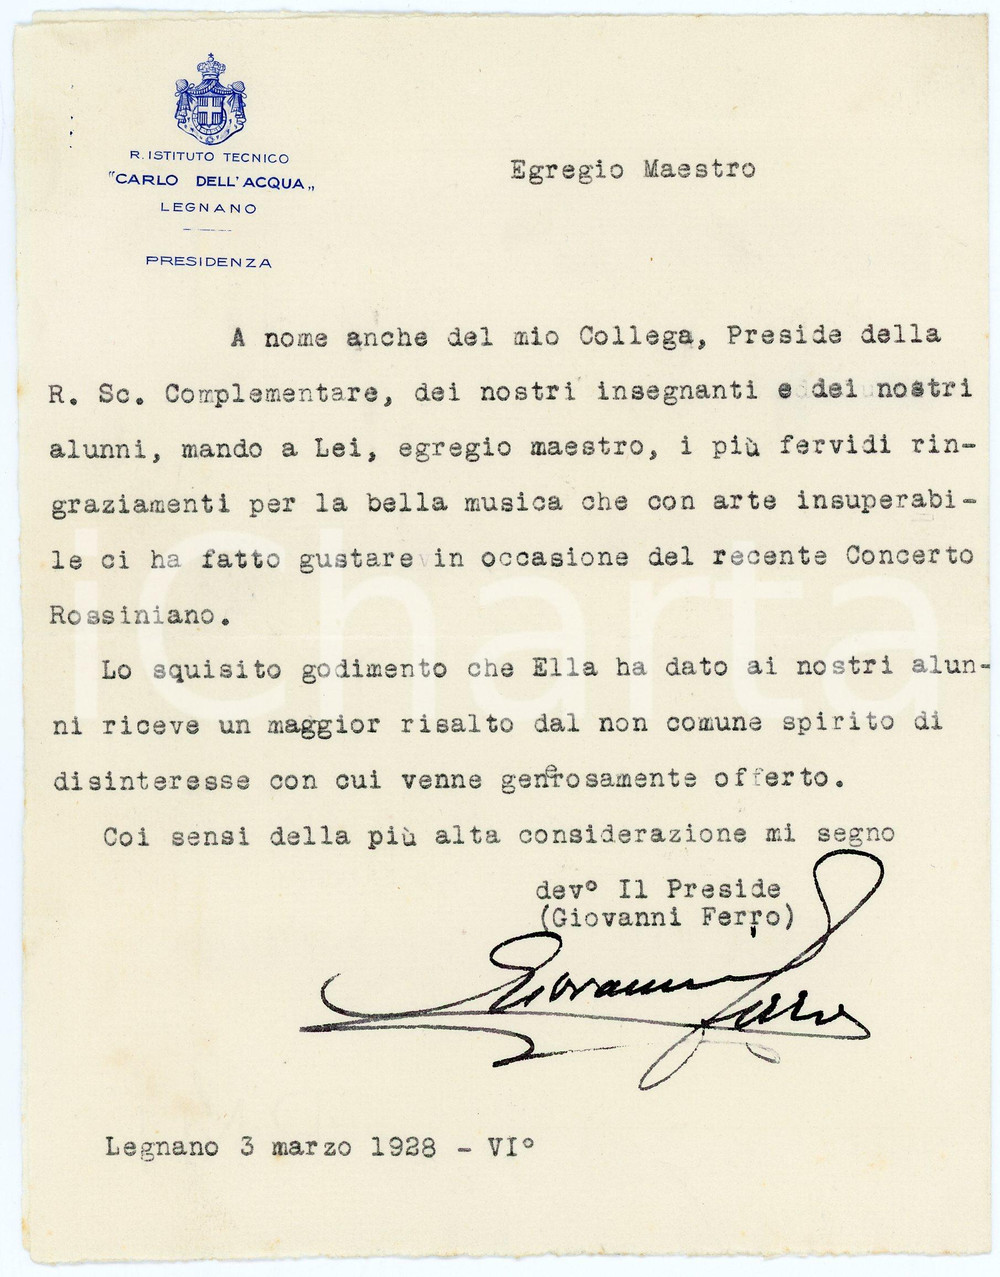 R. ISTITUTO TECNICO
"CARLO DELL'ACQUA„
LEGNANO
PRESIDENZA
Egregio Maestro
A nome anche del mio Collega, Preside della
R. Sc. Complementare, dei nostri insegnanti e dei nostri
alunni, mando a Lei, egregio maestro, i più fervidi rin-
graziamenti per la bella musica che con arte insuperabi-
le ci ha fatto gustare in occasione del recente Concerto
Rossiniano.
Lo squisito godimento che Ella ha dato ai nostri alun-
ni riceve un maggior risalto dal non comune spirito di
disinteresse con cui venne generosamente offerto.
Coi sensi della più alta considerazione mi segno
dev° Il Preside
(Giovanni Ferro)
Giovanni Ferro
Legnano 3 marzo 1928 - VI°
iCharta